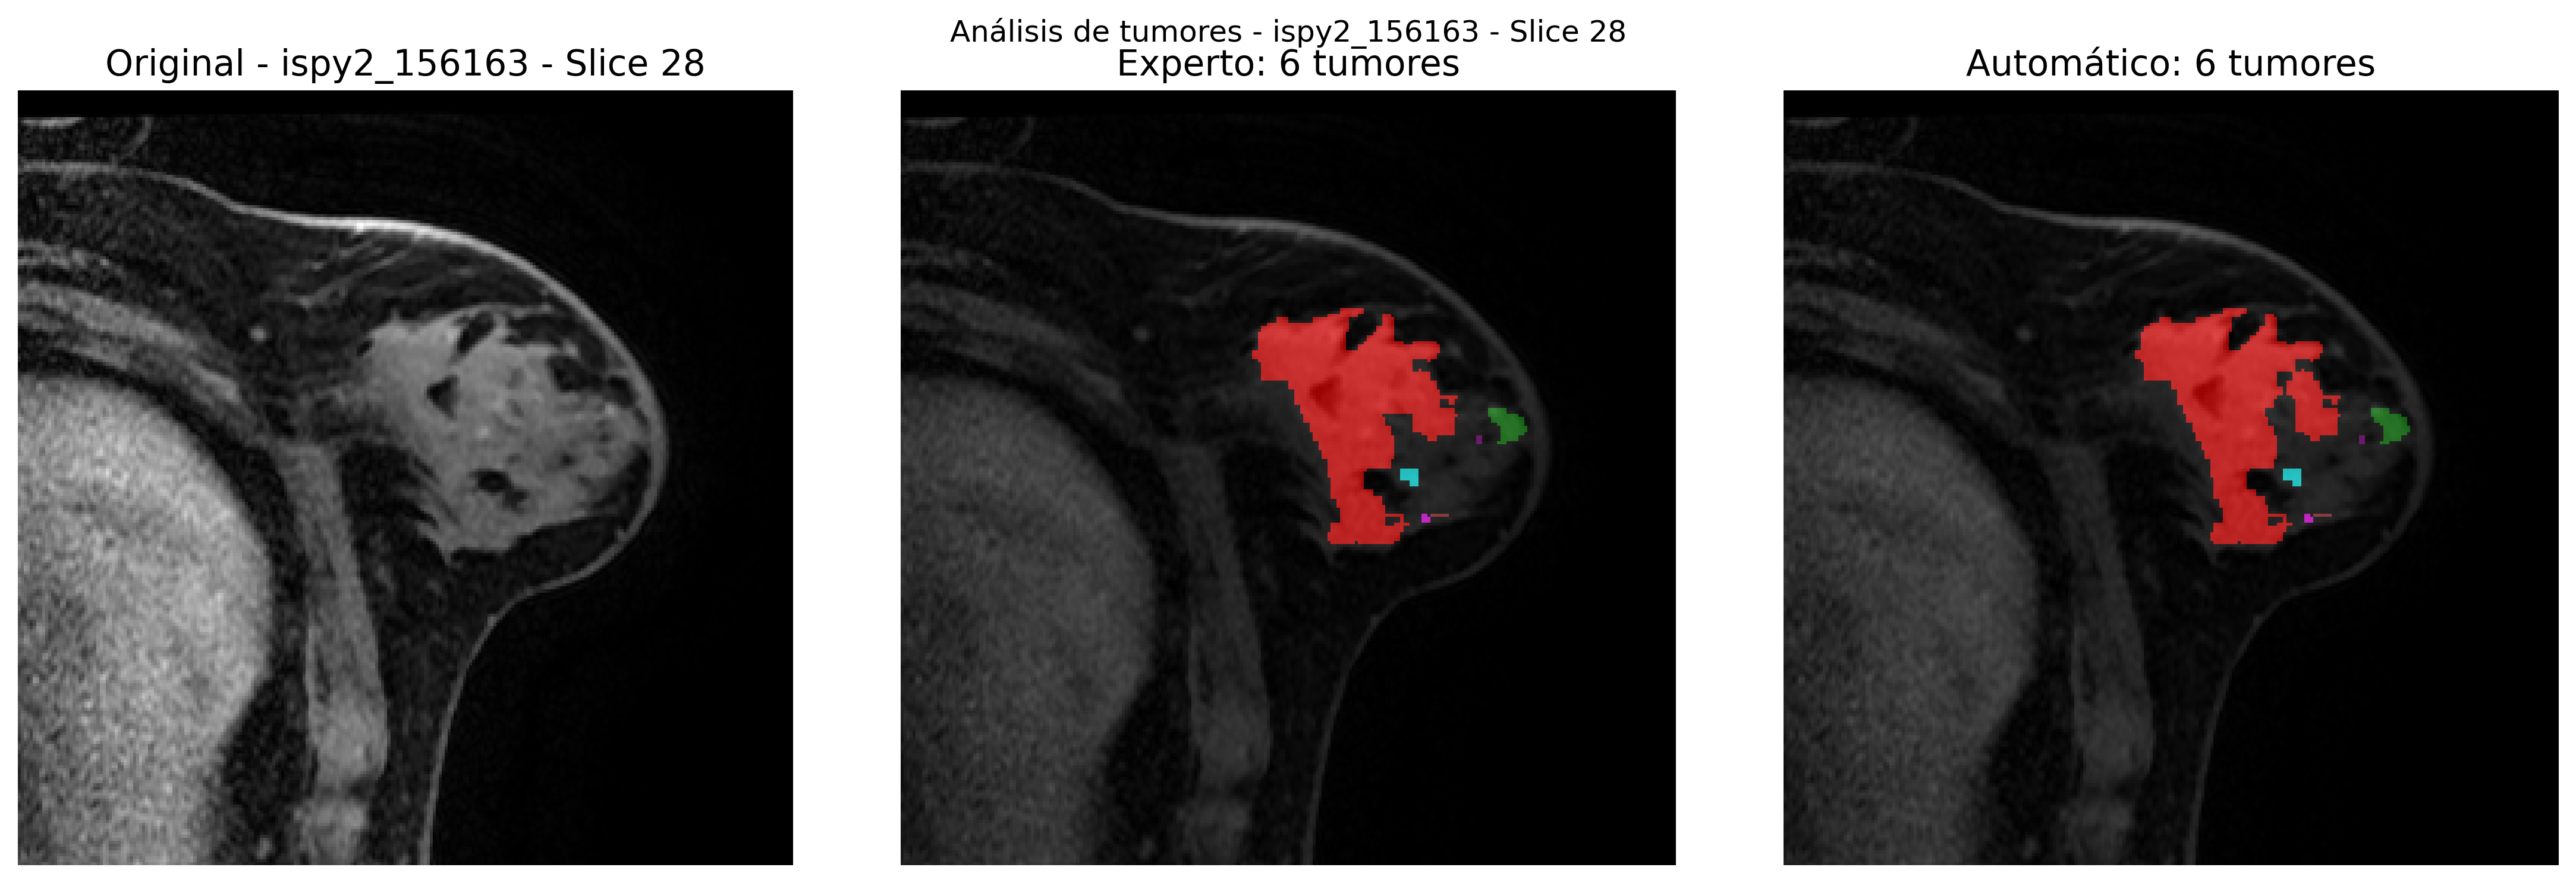 Análisis de tumores - ispy2_156163 - Slice 28
Original - ispy2_156163 - Slice 28
Experto: 6 tumores
Automático: 6 tumores